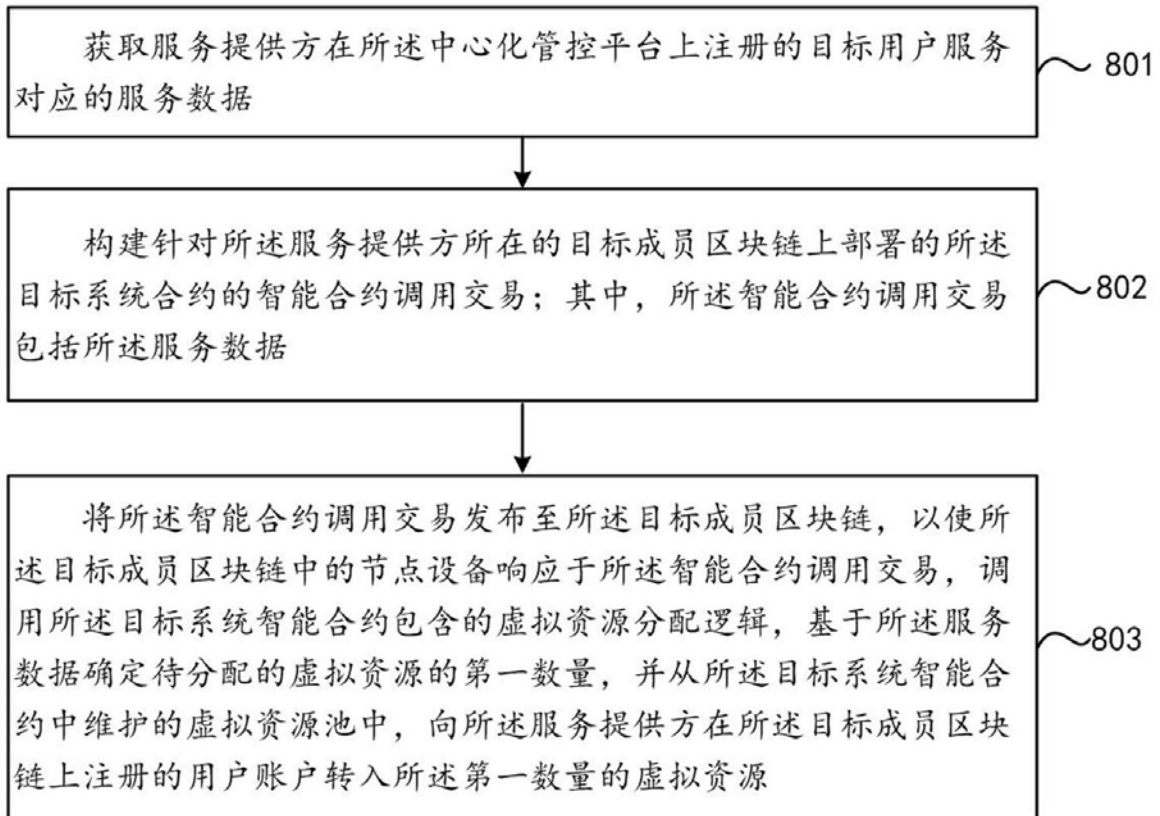 获取服务提供方在所述中心化管控平台上注册的目标用户服务
对应的服务数据
801
构建针对所述服务提供方所在的目标成员区块链上部署的所述
目标系统合约的智能合约调用交易；其中，所述智能合约调用交易
包括所述服务数据
802
将所述智能合约调用交易发布至所述目标成员区块链，以使所
述目标成员区块链中的节点设备响应于所述智能合约调用交易，调
用所述目标系统智能合约包含的虚拟资源分配逻辑，基于所述服务
数据确定待分配的虚拟资源的第一数量，并从所述目标系统智能合
约中维护的虚拟资源池中，向所述服务提供方在所述目标成员区块
链上注册的用户账户转入所述第一数量的虚拟资源
803